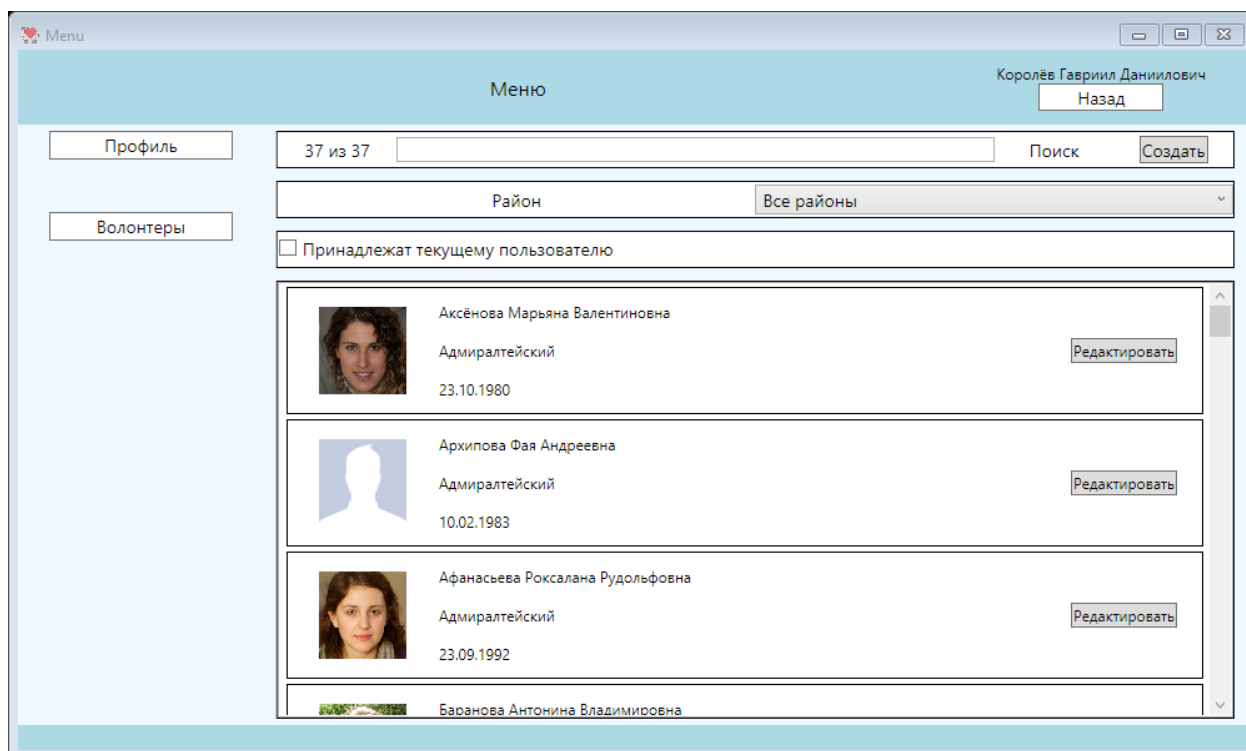 Menu
Меню
Королёв Гавриил Даниилович
Назад
Профиль
37 из 37
Поиск
Создать
Район
Все районы
Волонтеры
Принадлежат текущему пользователю
Аксёнова Марьяна Валентиновна
Адмиралтейский
Редактировать
23.10.1980
Архипова Фая Андреевна
Адмиралтейский
Редактировать
10.02.1983
Афанасьева Роксалана Рудольфовна
Адмиралтейский
Редактировать
23.09.1992
Баранова Антонина Владимировна